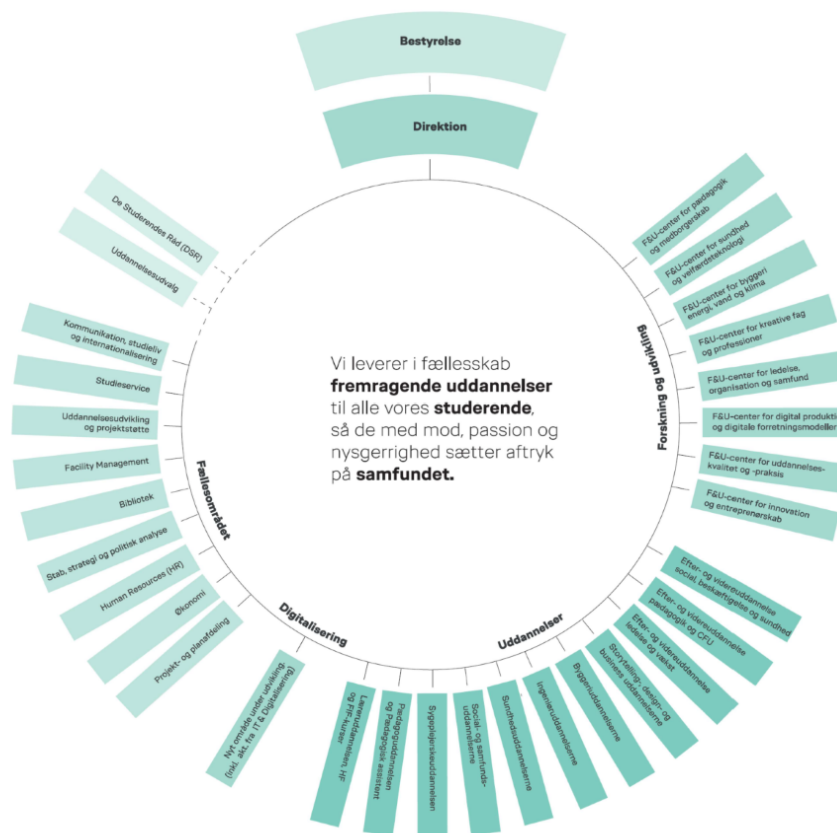 Bestyrelse
Direktion
De Studerendes Råd (DSR)
Uddannelsesudvalg
Kommunikation, studieliv
og internationalisering
Studieservice
Uddannelsesudvikling
og projektstøtte
Facility Management
Bibliotek
Stab, strategi og politisk analyse
Human Resources (HR)
Økonomi
Projekt- og planafdeling
Fællesområdet
Vi leverer i fællesskab
fremragende uddannelser
til alle vores studerende,
så de med mod, passion og
nysgerrighed sætter aftryk
på samfundet.
F&U-center for pædagogik
og medborgerskab
F&U-center for sundhed
og velfærdsteknologi
F&U-center for byggeri
energi, vand og klima
F&U-center for kreative fag
og professioner
F&U-center for ledelse,
organisation og samfund
F&U-center for digital produkti
og digitale forretningsmodeller
F&U-center for uddannelses-
kvalitet og -praksis
F&U-center for innovation
og entreprenørskab
Forskning og udvikling
Digitalisering
Nyt område under udvikling.
(Inkl. akt. fra IT & Digitalisering)
Uddannelser
Efter- og videreuddannelse
social, beskæftigelse og sundhed
Efter- og videreuddannelse
pædagogik og CFU
Efter- og videreuddannelse
ledelse og vækst
Storytelling-, design- og
business uddannelserne
Byggeriuddannelserne
Ingeniøruddannelserne
Sundhedsuddannelserne
Social- og samfunds-
uddannelserne
Sygeplejerskeuddannelsen
Pædagoguddannelsen
og Pædagogisk assistent
Læreruddannelsen, HF
og FIF-kurser